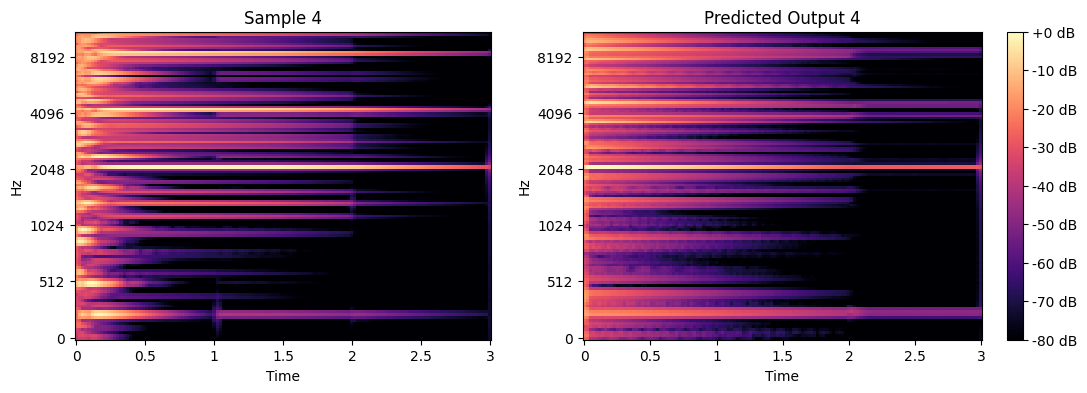 Sample 4
Hz
8192
4096
2048
1024
512
0
0
0.5
1
1.5
2
2.5
3
Time
Predicted Output 4
Hz
8192
4096
2048
1024
512
0
0
0.5
1
1.5
2
2.5
3
Time
+0 dB
-10 dB
-20 dB
-30 dB
-40 dB
-50 dB
-60 dB
-70 dB
-80 dB